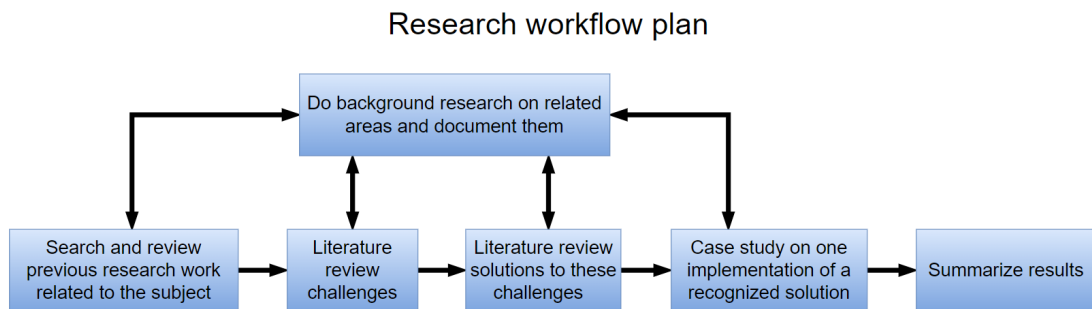 Research workflow plan
Do background research on related
areas and document them
Search and review
previous research work
related to the subject
Literature
review
challenges
Literature review
solutions to these
challenges
Case study on one
implementation of a
recognized solution
Summarize results